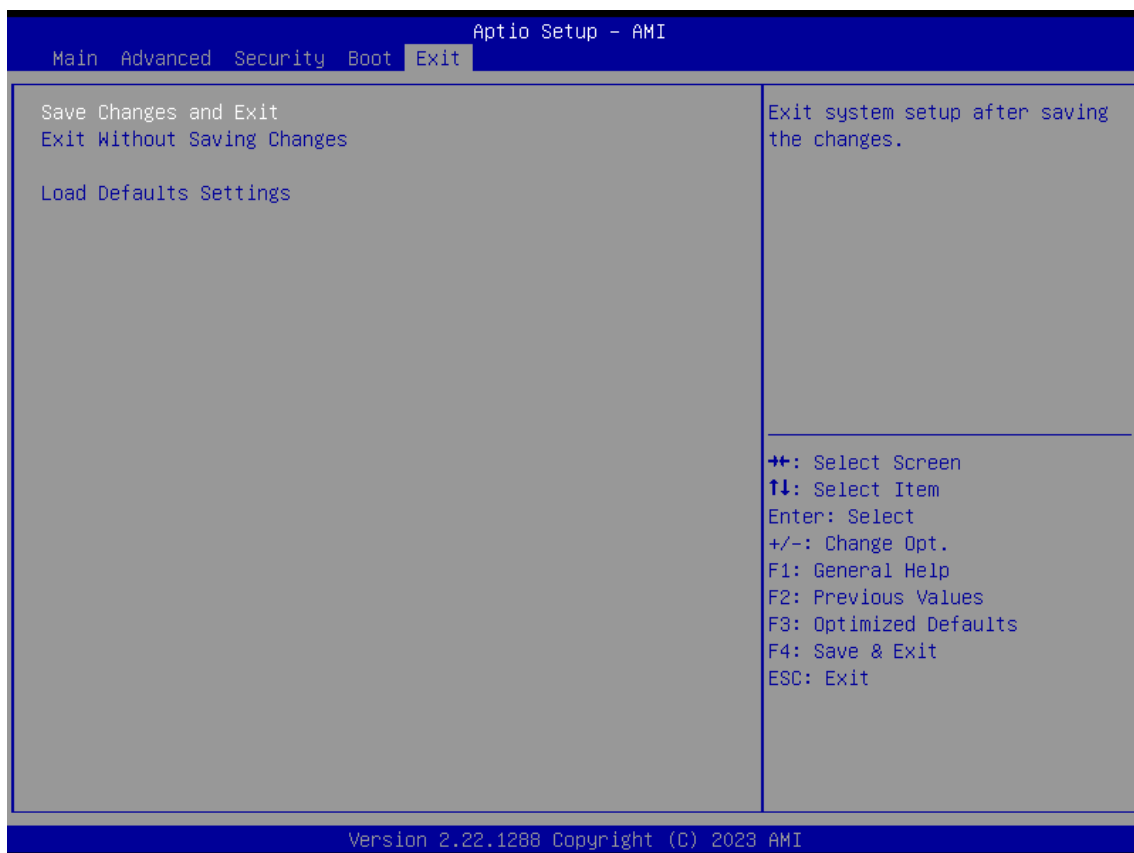 Aptio Setup - AMI
Main Advanced Security Boot Exit
Save Changes and Exit
Exit Without Saving Changes
Load Defaults Settings
Exit system setup after saving
the changes.
→←: Select Screen
↑↓: Select Item
Enter: Select
+/-: Change Opt.
F1: General Help
F2: Previous Values
F3: Optimized Defaults
F4: Save & Exit
ESC: Exit
Version 2.22.1288 Copyright (C) 2023 AMI